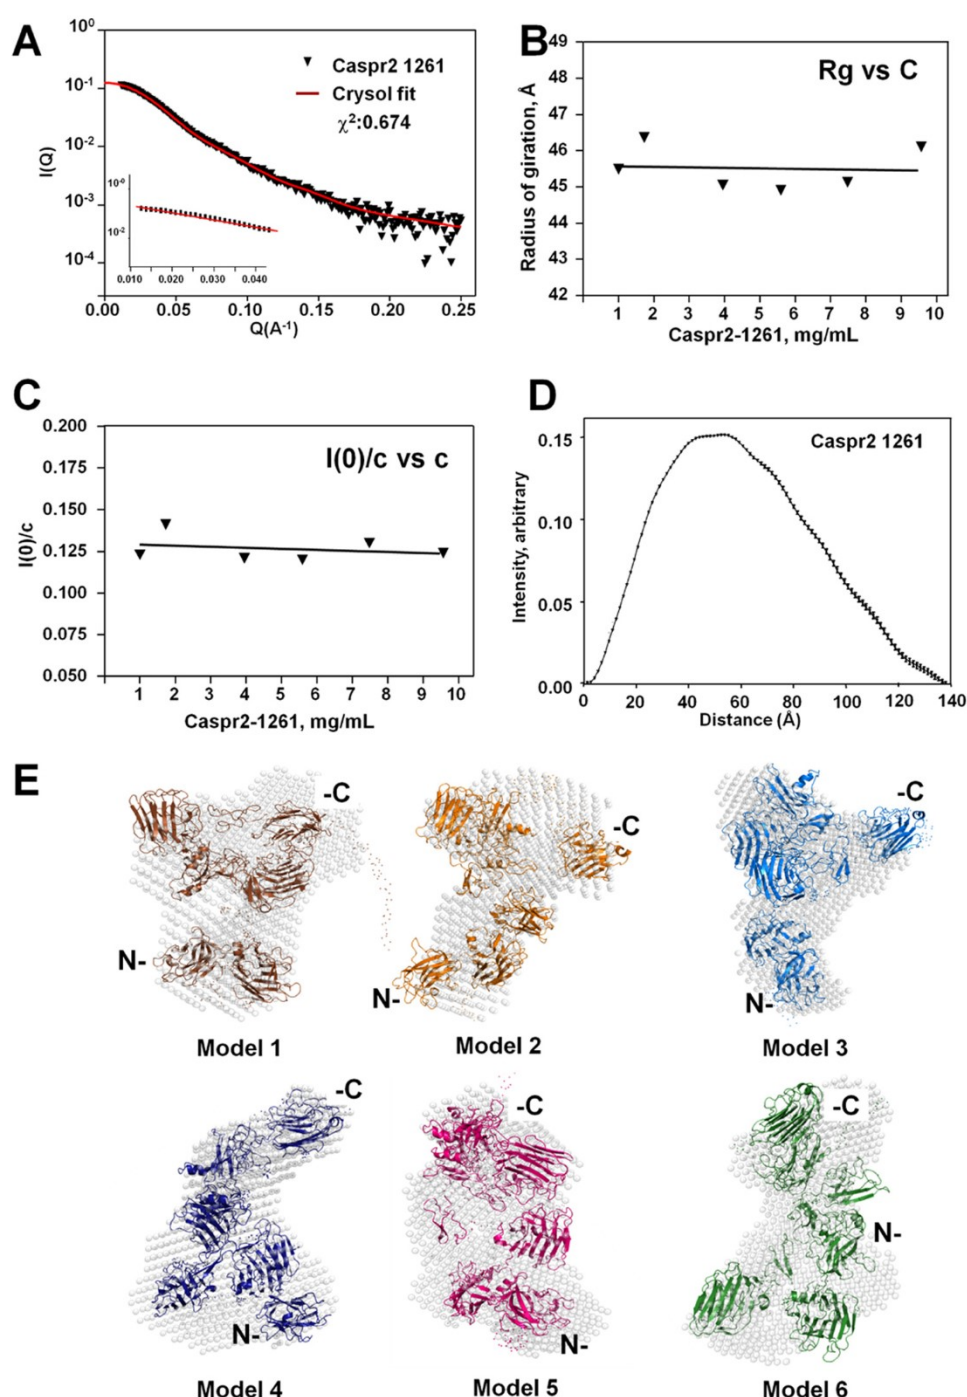 A
I(Q)
10⁰
10⁻¹
10⁻²
10⁻³
10⁻⁴
Caspr2 1261
Crysol fit
χ²:0.674
10⁻⁰
10⁻²
0.010 0.020 0.030 0.040
0.00 0.05 0.10 0.15 0.20 0.25
Q(A⁻¹)
B
Rg vs C
Radius of giration, Å
49
48
47
46
45
44
43
42
1 2 3 4 5 6 7 8 9 10
Caspr2-1261, mg/mL
C
I(0)/c vs c
I(0)/c
0.200
0.175
0.150
0.125
0.100
0.075
0.050
1 2 3 4 5 6 7 8 9 10
Caspr2-1261, mg/mL
D
Caspr2 1261
Intensity, arbitrary
0.15
0.10
0.05
0.00
0 20 40 60 80 100 120 140
Distance (Å)
E
-C
N-
Model 1
-C
N-
Model 2
-C
N-
Model 3
-C
N-
Model 4
-C
N-
Model 5
-C
N-
Model 6